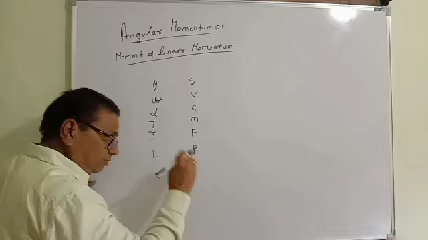 Angular Momentum :
Moment of Linear Momentum
θ S
ω V
α a
I m
τ F
L P